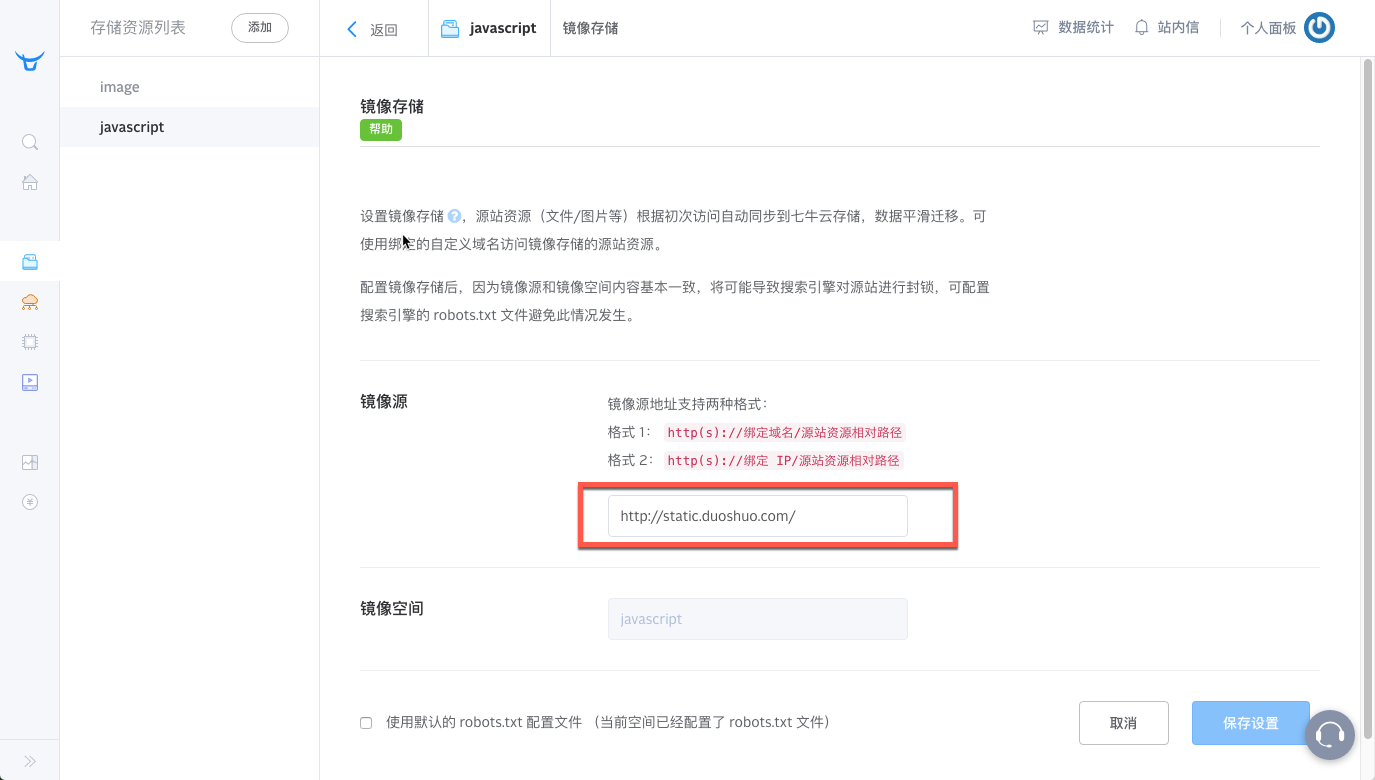 存储资源列表
添加
返回
javascript
镜像存储
数据统计
站内信
个人面板
image
javascript
镜像存储
帮助
设置镜像存储 ? ，源站资源（文件/图片等）根据初次访问自动同步到七牛云存储，数据平滑迁移。可
使用绑定的自定义域名访问镜像存储的源站资源。
配置镜像存储后，因为镜像源和镜像空间内容基本一致，将可能导致搜索引擎对源站进行封锁，可配置
搜索引擎的 robots.txt 文件避免此情况发生。
镜像源
镜像源地址支持两种格式：
格式 1： http(s)://绑定域名/源站资源相对路径
格式 2： http(s)://绑定 IP/源站资源相对路径
http://static.duoshuo.com/
镜像空间
javascript
使用默认的 robots.txt 配置文件 （当前空间已经配置了 robots.txt 文件）
取消
保存设置